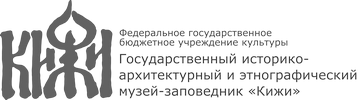 КИЖИ
Федеральное государственное
бюджетное учреждение культуры
Государственный историко-
архитектурный и этнографический
музей-заповедник «Кижи»